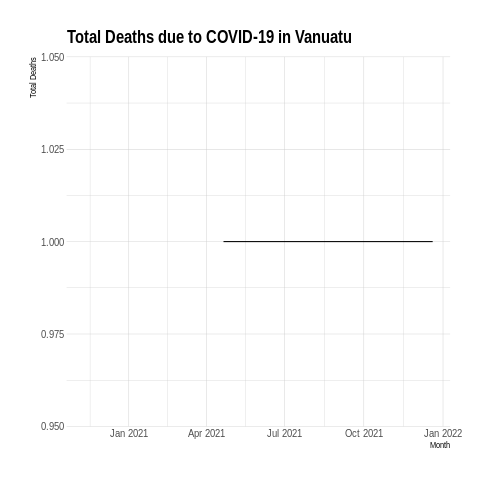 Total Deaths due to COVID-19 in Vanuatu
Total Deaths
1.050
1.025
1.000
0.975
0.950
Jan 2021 Apr 2021 Jul 2021 Oct 2021 Jan 2022
Month